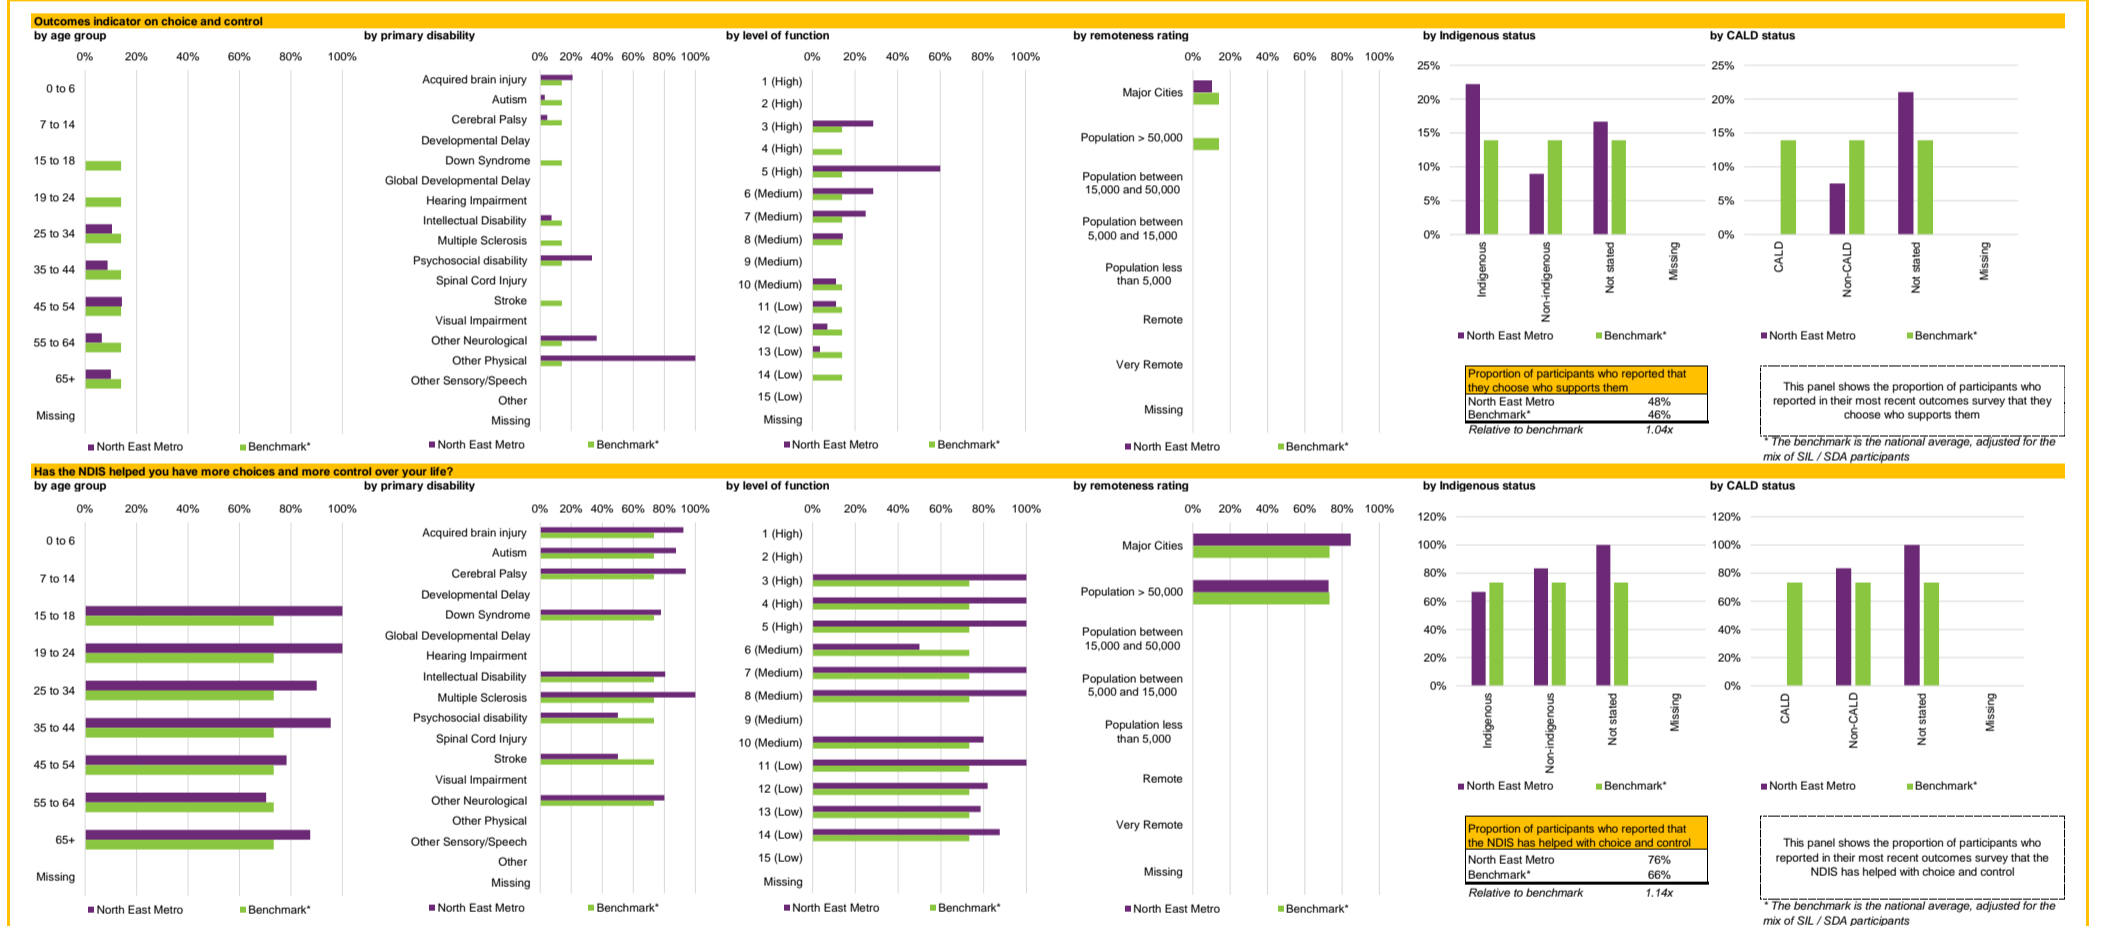 Outcomes indicator on choice and control
by age group
0% 20% 40% 60% 80% 100%
0 to 6
7 to 14
15 to 18
19 to 24
25 to 34
35 to 44
45 to 54
55 to 64
65+
Missing
North East Metro Benchmark*
by primary disability
0% 20% 40% 60% 80% 100%
Acquired brain injury
Autism
Cerebral Palsy
Developmental Delay
Down Syndrome
Global Developmental Delay
Hearing Impairment
Intellectual Disability
Multiple Sclerosis
Psychosocial disability
Spinal Cord Injury
Stroke
Visual Impairment
Other Neurological
Other Physical
Other Sensory/Speech
Other
Missing
North East Metro Benchmark*
by level of function
0% 20% 40% 60% 80% 100%
1 (High)
2 (High)
3 (High)
4 (High)
5 (High)
6 (Medium)
7 (Medium)
8 (Medium)
9 (Medium)
10 (Medium)
11 (Low)
12 (Low)
13 (Low)
14 (Low)
15 (Low)
Missing
North East Metro Benchmark*
by remoteness rating
0% 20% 40% 60% 80% 100%
Major Cities
Population > 50,000
Population between
15,000 and 50,000
Population between
5,000 and 15,000
Population less
than 5,000
Remote
Very Remote
Missing
North East Metro Benchmark*
by Indigenous status
25%
20%
15%
10%
5%
0%
Indigenous
Non-indigenous
Not stated
Missing
North East Metro Benchmark*
Proportion of participants who reported that
they choose who supports them
North East Metro 48%
Benchmark* 46%
Relative to benchmark 1.04x
by CALD status
25%
20%
15%
10%
5%
0%
CALD
Non-CALD
Not stated
Missing
North East Metro Benchmark*
This panel shows the proportion of participants who
reported in their most recent outcomes survey that they
choose who supports them
* The benchmark is the national average, adjusted for the
mix of SIL / SDA participants
Has the NDIS helped you have more choices and more control over your life?
by age group
0% 20% 40% 60% 80% 100%
0 to 6
7 to 14
15 to 18
19 to 24
25 to 34
35 to 44
45 to 54
55 to 64
65+
Missing
North East Metro Benchmark*
by primary disability
0% 20% 40% 60% 80% 100%
Acquired brain injury
Autism
Cerebral Palsy
Developmental Delay
Down Syndrome
Global Developmental Delay
Hearing Impairment
Intellectual Disability
Multiple Sclerosis
Psychosocial disability
Spinal Cord Injury
Stroke
Visual Impairment
Other Neurological
Other Physical
Other Sensory/Speech
Other
Missing
North East Metro Benchmark*
by level of function
0% 20% 40% 60% 80% 100%
1 (High)
2 (High)
3 (High)
4 (High)
5 (High)
6 (Medium)
7 (Medium)
8 (Medium)
9 (Medium)
10 (Medium)
11 (Low)
12 (Low)
13 (Low)
14 (Low)
15 (Low)
Missing
North East Metro Benchmark*
by remoteness rating
0% 20% 40% 60% 80% 100%
Major Cities
Population > 50,000
Population between
15,000 and 50,000
Population between
5,000 and 15,000
Population less
than 5,000
Remote
Very Remote
Missing
North East Metro Benchmark*
by Indigenous status
120%
100%
80%
60%
40%
20%
0%
Indigenous
Non-indigenous
Not stated
Missing
North East Metro Benchmark*
Proportion of participants who reported that
the NDIS has helped with choice and control
North East Metro 76%
Benchmark* 66%
Relative to benchmark 1.14x
by CALD status
120%
100%
80%
60%
40%
20%
0%
CALD
Non-CALD
Not stated
Missing
North East Metro Benchmark*
This panel shows the proportion of participants who
reported in their most recent outcomes survey that the
NDIS has helped with choice and control
* The benchmark is the national average, adjusted for the
mix of SIL / SDA participants